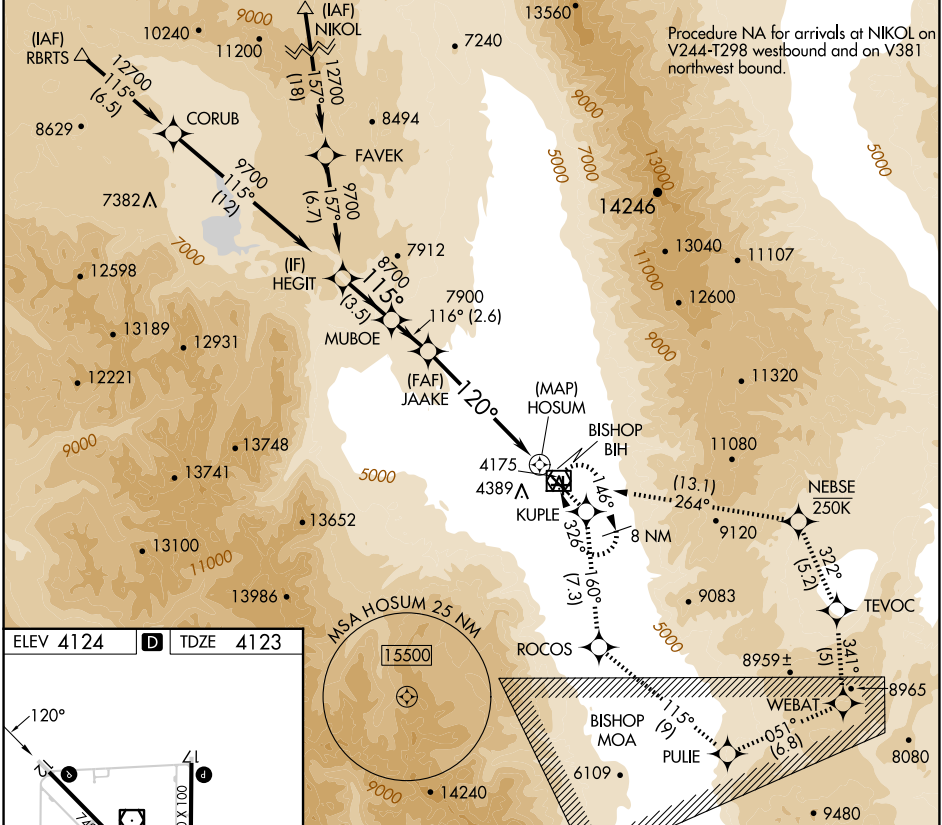 (IAF)
NIKOL
9000
13560
10240
11200
7240
Procedure NA for arrivals at NIKOL on
V244-T298 westbound and on V381
northwest bound.
(IAF)
RBRTS
12700
115°
(6.5)
12700
157°
(18)
9000
8629
CORUB
8494
FAVEK
5000
7000
13000
5000
9700
115°
(12)
9700
157°
(6.7)
7382
14246
7000
7912
13040
11107
11000
(IF)
HEGIT
8700
115°
(3.5)
12598
7900
116° (2.6)
12600
MUBOE
13189
12931
9000
(FAF)
JAAKE
12221
11320
120°
(MAP)
HOSUM
BISHOP
BIH
9000
13748
11080
13741
5000
4175
4389
146°
(13.1)
264°
NEBSE
250K
KUPLE
326°
8 NM
9120
13652
322°
(5.2)
13100
11000
160°
(7.3)
13986
9083
TEVOC
MSA HOSUM 25 NM
15500
5000
341°
(5)
ELEV 4124
D
TDZE 4123
ROCOS
8959±
8965
WEBAT
115°
(9)
120°
BISHOP
MOA
051°
(6.8)
PULIE
8080
12
17
P
P
6109
9000
14240
9480
X 100